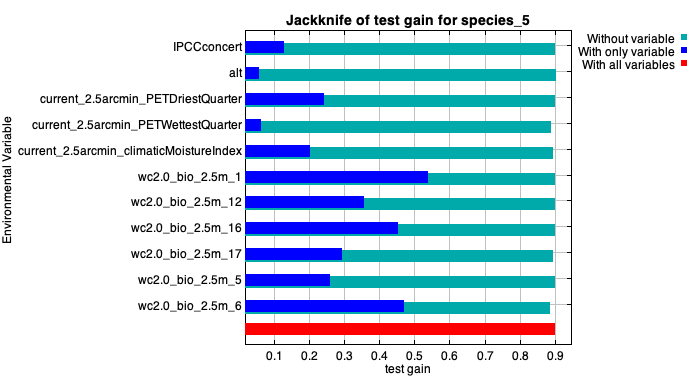 Jackknife of test gain for species_5
Without variable
With only variable
With all variables
Environmental Variable
IPCCconcert
alt
current_2.5arcmin_PETDriestQuarter
current_2.5arcmin_PETWettestQuarter
current_2.5arcmin_climaticMoistureIndex
wc2.0_bio_2.5m_1
wc2.0_bio_2.5m_12
wc2.0_bio_2.5m_16
wc2.0_bio_2.5m_17
wc2.0_bio_2.5m_5
wc2.0_bio_2.5m_6
0.1 0.2 0.3 0.4 0.5 0.6 0.7 0.8 0.9
test gain